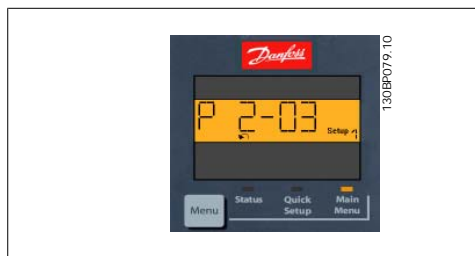 Danfoss
P 2-03
Setup 1
Status
Quick Setup
Main Menu
Menu
130BP079.10